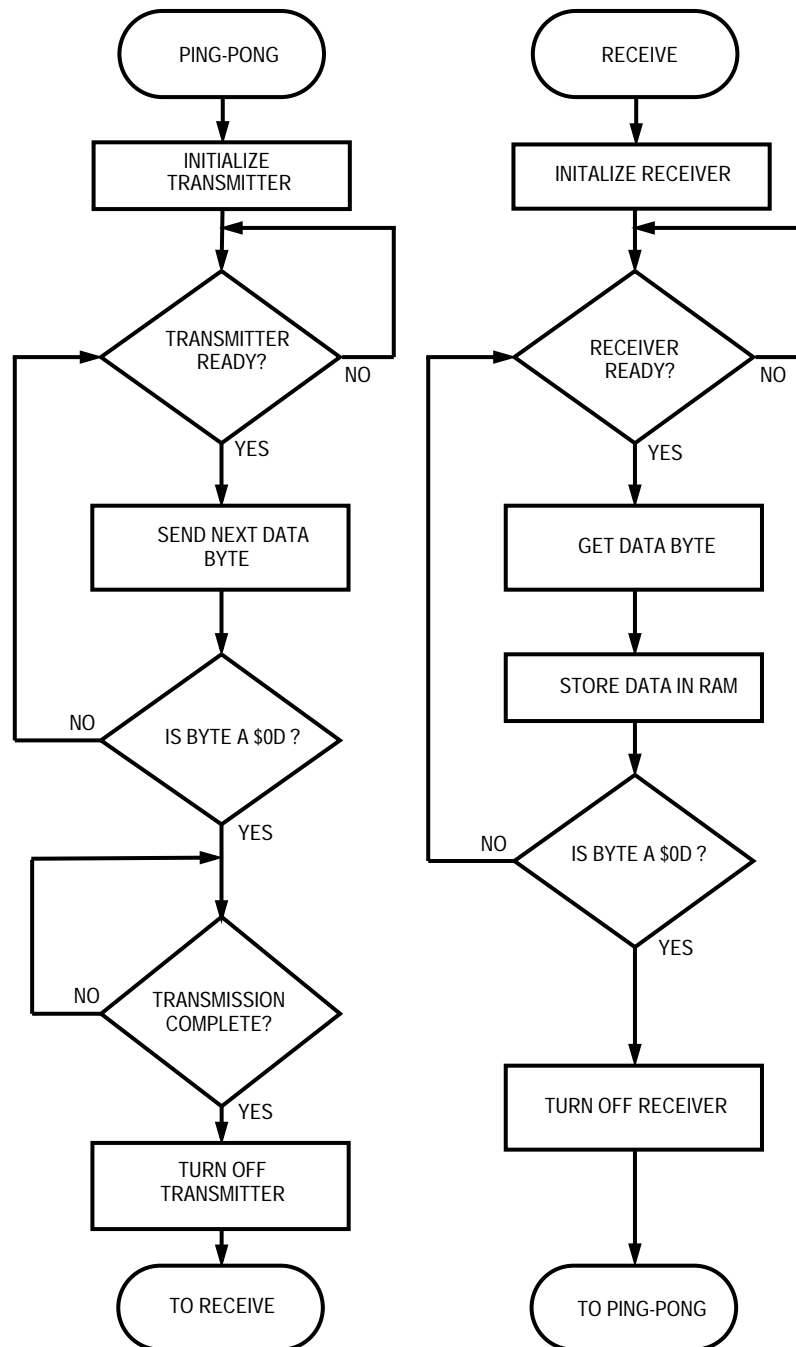 PING-PONG
INITIALIZE
TRANSMITTER
TRANSMITTER
READY?
NO
YES
SEND NEXT DATA
BYTE
NO
IS BYTE A $0D ?
YES
NO
TRANSMISSION
COMPLETE?
YES
TURN OFF
TRANSMITTER
TO RECEIVE
RECEIVE
INITALIZE RECEIVER
RECEIVER
READY?
NO
YES
GET DATA BYTE
STORE DATA IN RAM
NO
IS BYTE A $0D ?
YES
TURN OFF RECEIVER
TO PING-PONG